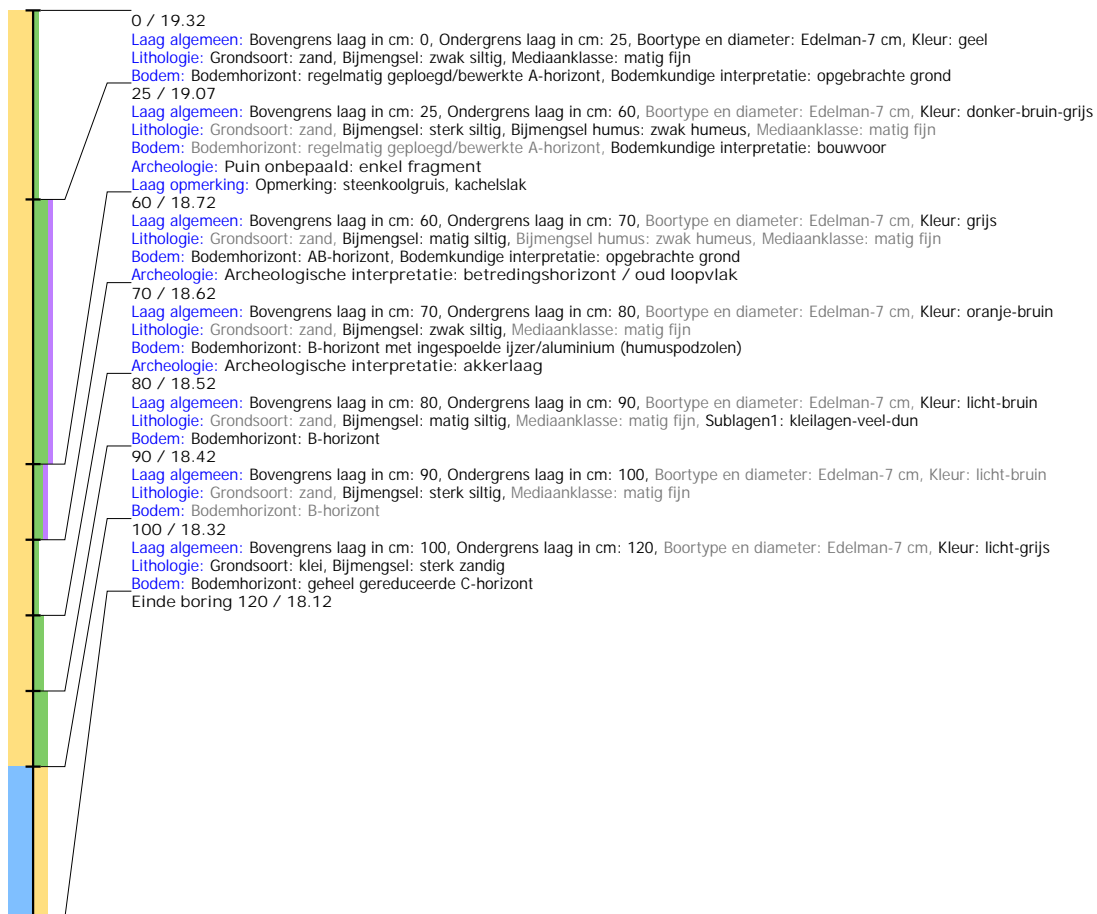 0 / 19.32
Laag algemeen: Bovengrens laag in cm: 0, Ondergrens laag in cm: 25, Boortype en diameter: Edelman-7 cm, Kleur: geel
Lithologie: Grondsoort: zand, Bijmengsel: zwak siltig, Mediaanklasse: matig fijn
Bodem: Bodemhorizont: regelmatig geploegd/bewerkte A-horizont, Bodemkundige interpretatie: opgebrachte grond
25 / 19.07
Laag algemeen: Bovengrens laag in cm: 25, Ondergrens laag in cm: 60, Boortype en diameter: Edelman-7 cm, Kleur: donker-bruin-grijs
Lithologie: Grondsoort: zand, Bijmengsel: sterk siltig, Bijmengsel humus: zwak humeus, Mediaanklasse: matig fijn
Bodem: Bodemhorizont: regelmatig geploegd/bewerkte A-horizont, Bodemkundige interpretatie: bouwvoor
Archeologie: Puin onbepaald: enkel fragment
Laag opmerking: Opmerking: steenkoolgruis, kachelslak
60 / 18.72
Laag algemeen: Bovengrens laag in cm: 60, Ondergrens laag in cm: 70, Boortype en diameter: Edelman-7 cm, Kleur: grijs
Lithologie: Grondsoort: zand, Bijmengsel: matig siltig, Bijmengsel humus: zwak humeus, Mediaanklasse: matig fijn
Bodem: Bodemhorizont: AB-horizont, Bodemkundige interpretatie: opgebrachte grond
Archeologie: Archeologische interpretatie: betredingshorizont / oud loopvlak
70 / 18.62
Laag algemeen: Bovengrens laag in cm: 70, Ondergrens laag in cm: 80, Boortype en diameter: Edelman-7 cm, Kleur: oranje-bruin
Lithologie: Grondsoort: zand, Bijmengsel: zwak siltig, Mediaanklasse: matig fijn
Bodem: Bodemhorizont: B-horizont met ingespoelde ijzer/aluminium (humuspodzolen)
Archeologie: Archeologische interpretatie: akkerlaag
80 / 18.52
Laag algemeen: Bovengrens laag in cm: 80, Ondergrens laag in cm: 90, Boortype en diameter: Edelman-7 cm, Kleur: licht-bruin
Lithologie: Grondsoort: zand, Bijmengsel: matig siltig, Mediaanklasse: matig fijn, Sublagen1: kleilagen-veel-dun
Bodem: Bodemhorizont: B-horizont
90 / 18.42
Laag algemeen: Bovengrens laag in cm: 90, Ondergrens laag in cm: 100, Boortype en diameter: Edelman-7 cm, Kleur: licht-bruin
Lithologie: Grondsoort: zand, Bijmengsel: sterk siltig, Mediaanklasse: matig fijn
Bodem: Bodemhorizont: B-horizont
100 / 18.32
Laag algemeen: Bovengrens laag in cm: 100, Ondergrens laag in cm: 120, Boortype en diameter: Edelman-7 cm, Kleur: licht-grijs
Lithologie: Grondsoort: klei, Bijmengsel: sterk zandig
Bodem: Bodemhorizont: geheel gereduceerde C-horizont
Einde boring 120 / 18.12